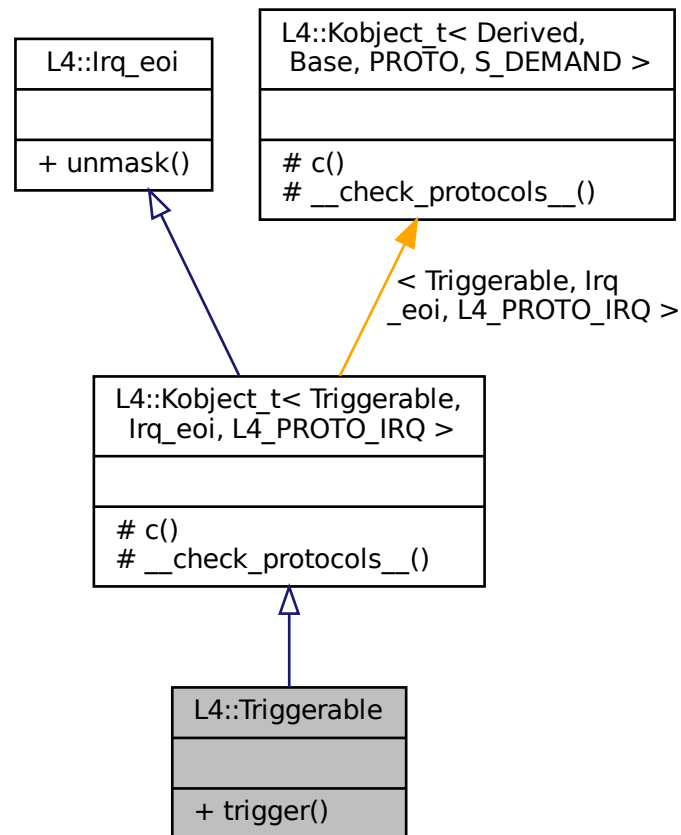 L4::Irq_eoi
+ unmask()
L4::Kobject_t< Derived,
Base, PROTO, S_DEMAND >
# c()
# __check_protocols__()
< Triggerable, Irq
_eoi, L4_PROTO_IRQ >
L4::Kobject_t< Triggerable,
Irq_eoi, L4_PROTO_IRQ >
# c()
# __check_protocols__()
L4::Triggerable
+ trigger()